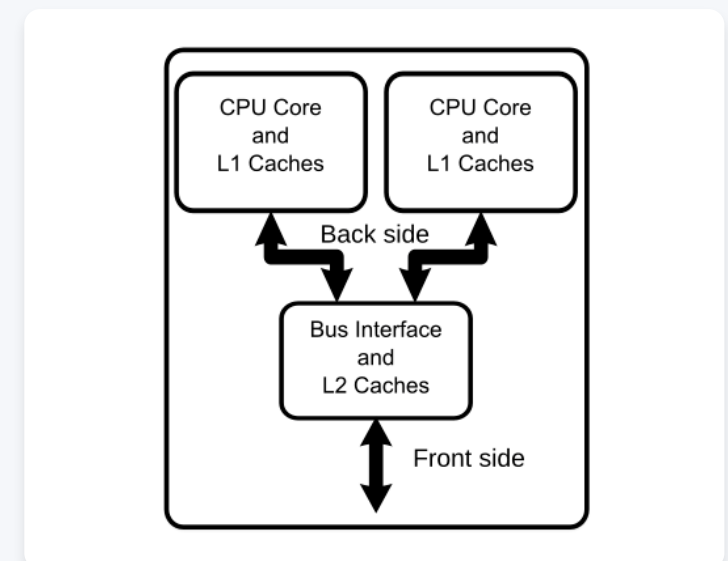 CPU Core
and
L1 Caches
CPU Core
and
L1 Caches
Back side
Bus Interface
and
L2 Caches
Front side